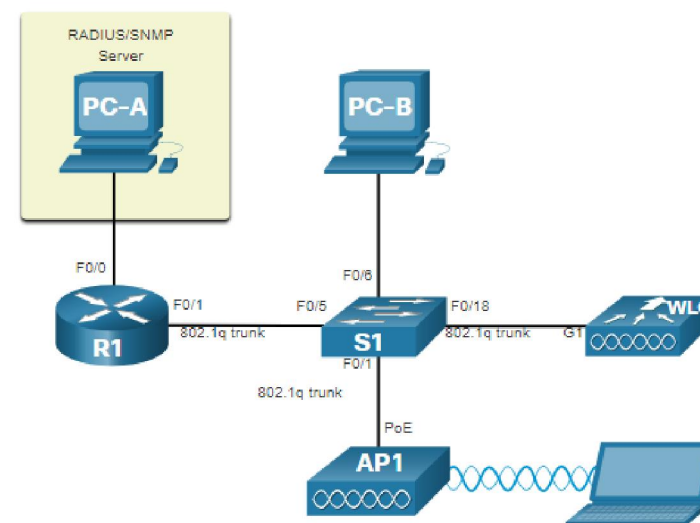 RADIUS/SNMP
Server
PC-A
PC-B
F0/0
F0/6
F0/1
F0/5
F0/18
WLC
802.1q trunk
802.1q trunk
G1
R1
S1
F0/1
802.1q trunk
PoE
AP1